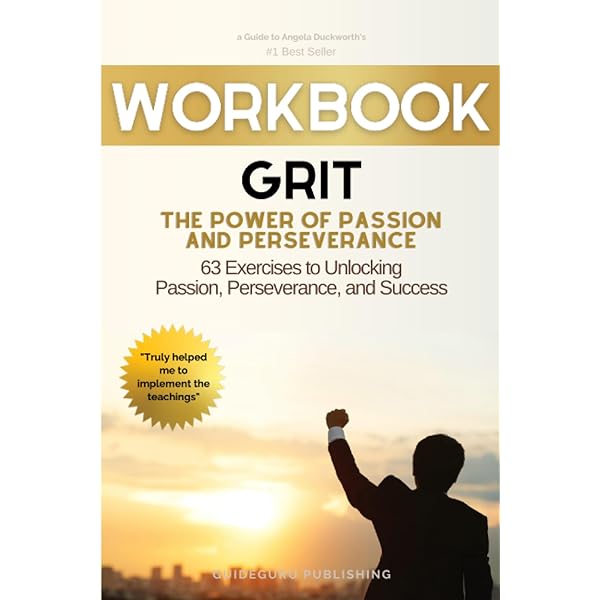 a Guide to Angela Duckworth's
#1 Best Seller
WORKBOOK
GRIT
THE POWER OF PASSION
AND PERSEVERANCE
63 Exercises to Unlocking
Passion, Perseverance, and Success
"Truly helped
me to
implement the
teachings"
GUIDEGURU PUBLISHING